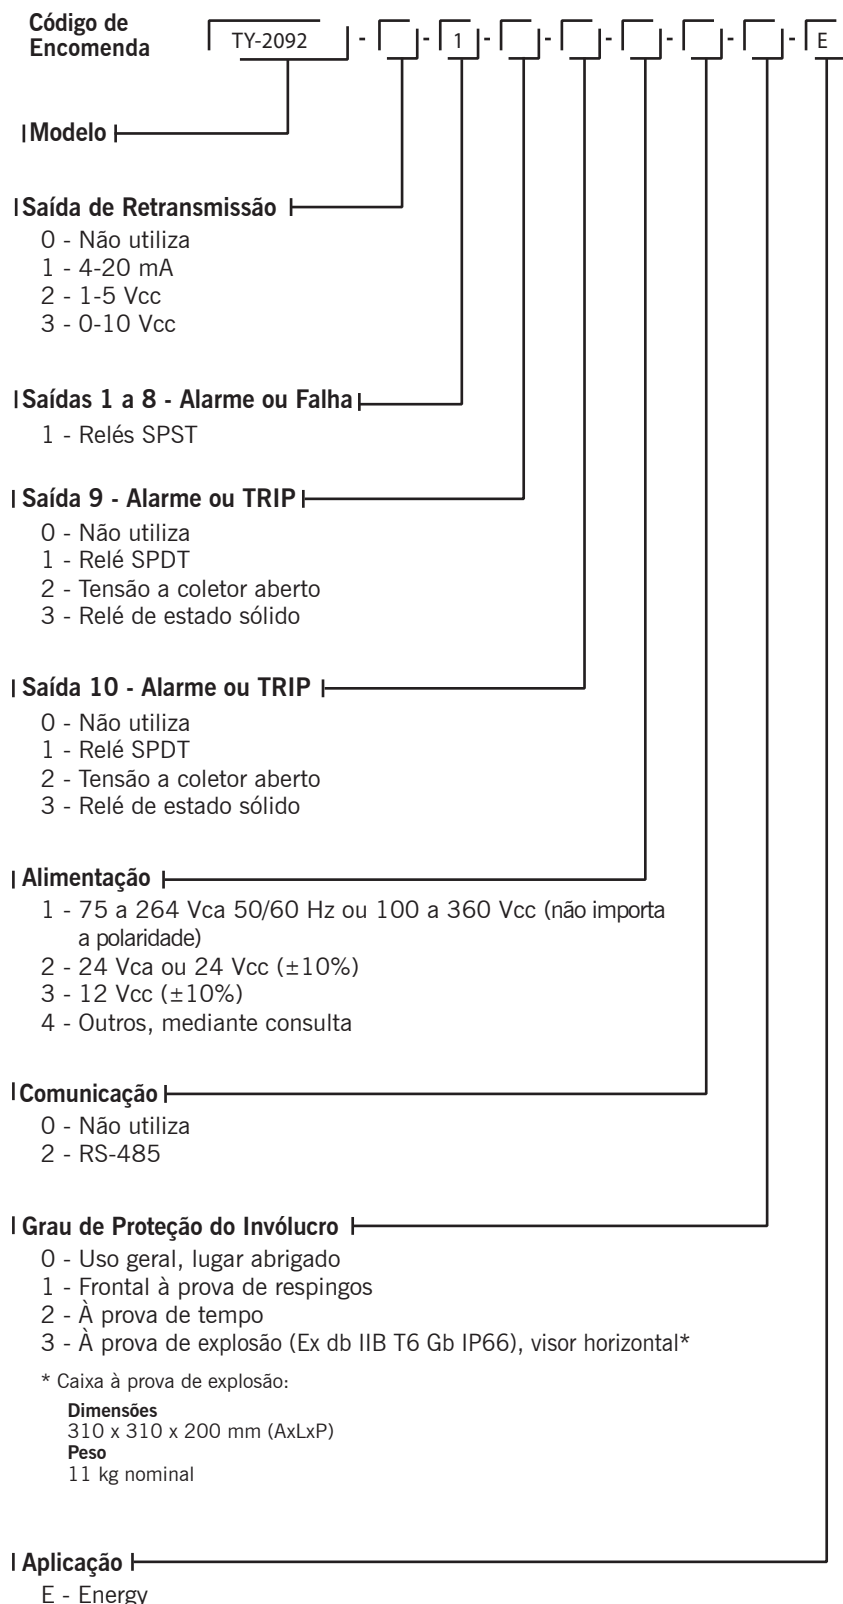 Código de
Encomenda
TY-2092 - - 1 - - - - - - E
Modelo
Saída de Retransmissão
0 - Não utiliza
1 - 4-20 mA
2 - 1-5 Vcc
3 - 0-10 Vcc
Saídas 1 a 8 - Alarme ou Falha
1 - Relés SPST
Saída 9 - Alarme ou TRIP
0 - Não utiliza
1 - Relé SPDT
2 - Tensão a coletor aberto
3 - Relé de estado sólido
Saída 10 - Alarme ou TRIP
0 - Não utiliza
1 - Relé SPDT
2 - Tensão a coletor aberto
3 - Relé de estado sólido
Alimentação
1 - 75 a 264 Vca 50/60 Hz ou 100 a 360 Vcc (não importa
a polaridade)
2 - 24 Vca ou 24 Vcc (±10%)
3 - 12 Vcc (±10%)
4 - Outros, mediante consulta
Comunicação
0 - Não utiliza
2 - RS-485
Grau de Proteção do Invólucro
0 - Uso geral, lugar abrigado
1 - Frontal à prova de respingos
2 - À prova de tempo
3 - À prova de explosão (Ex db IIB T6 Gb IP66), visor horizontal*
* Caixa à prova de explosão:
Dimensões
310 x 310 x 200 mm (AxLxP)
Peso
11 kg nominal
Aplicação
E - Energy